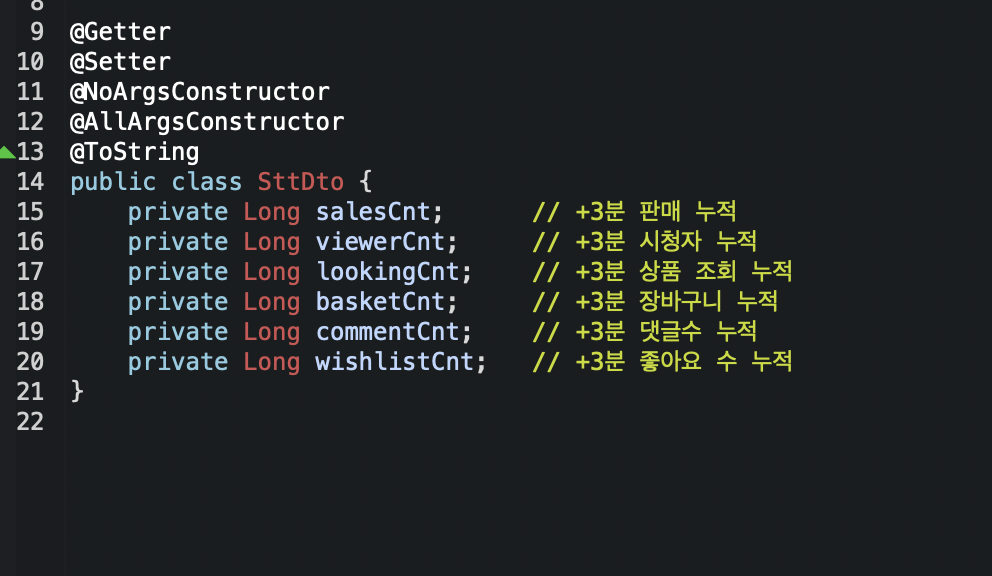 8
9 @Getter
10 @Setter
11 @NoArgsConstructor
12 @AllArgsConstructor
13 @ToString
14 public class SttDto {
15 private Long salesCnt; // +3분 판매 누적
16 private Long viewerCnt; // +3분 시청자 누적
17 private Long lookingCnt; // +3분 상품 조회 누적
18 private Long basketCnt; // +3분 장바구니 누적
19 private Long commentCnt; // +3분 댓글수 누적
20 private Long wishlistCnt; // +3분 좋아요 수 누적
21 }
22